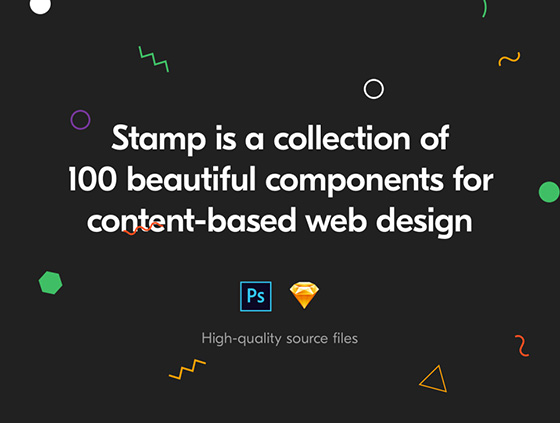 Stamp is a collection of
100 beautiful components for
content-based web design
Ps
High-quality source files